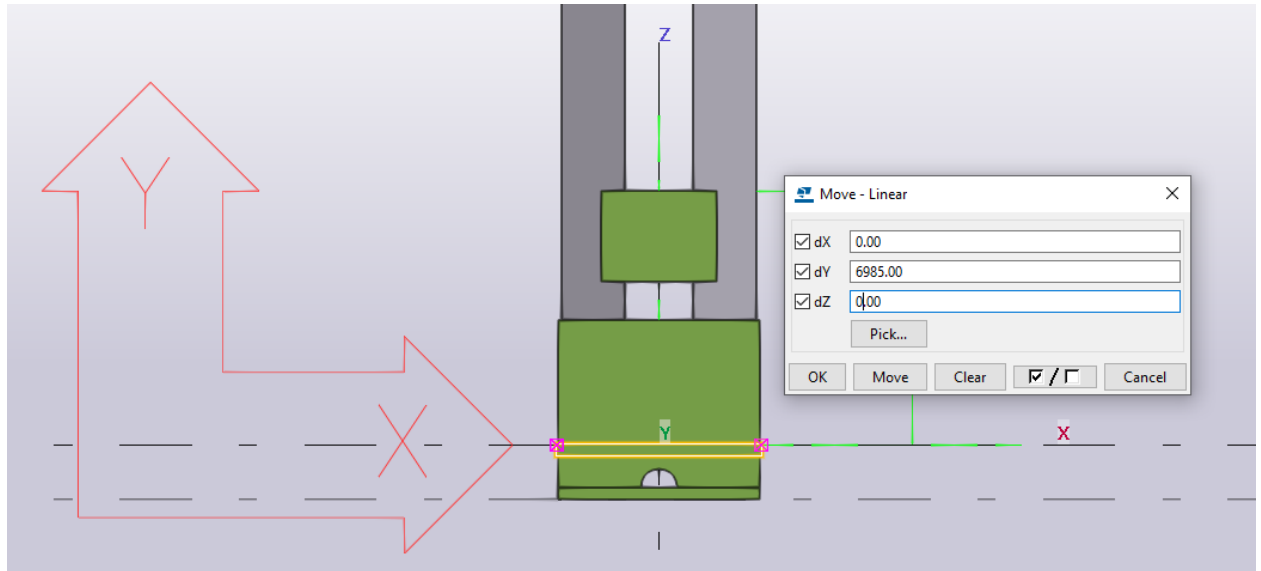 Z
Y
Move - Linear
dX 0.00
dY 6985.00
dZ 0.00
Pick...
OK Move Clear / Cancel
X
Y
X